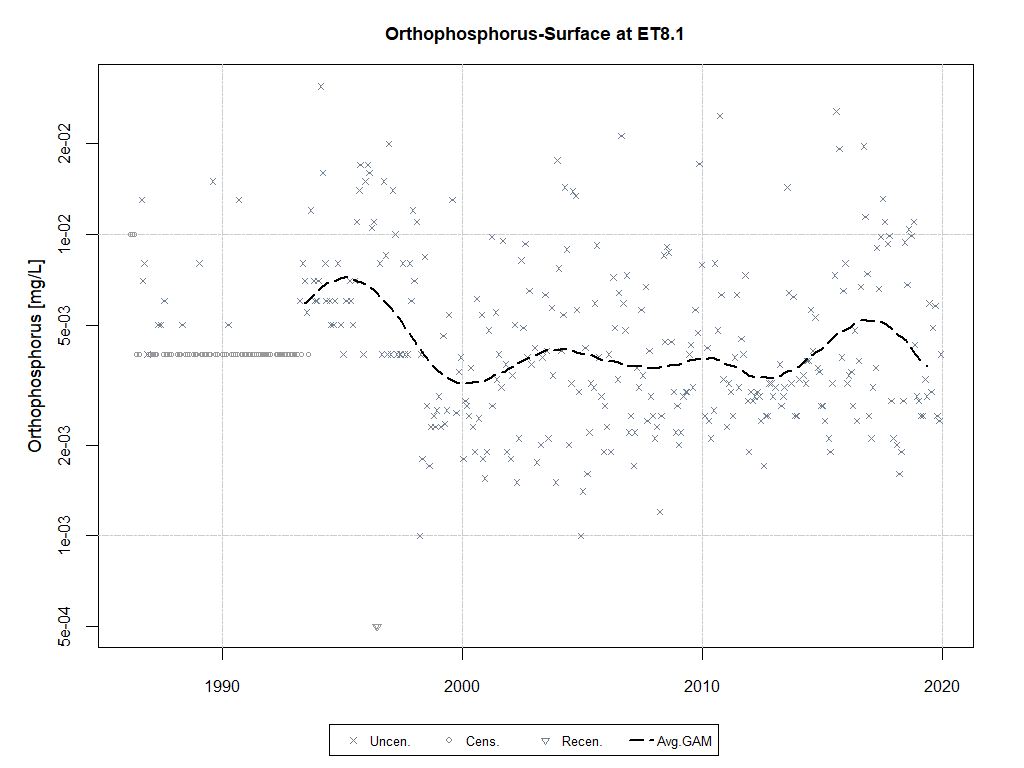 Orthophosphorus-Surface at ET8.1
Orthophosphorus [mg/L]
2e-02
1e-02
5e-03
2e-03
1e-03
5e-04
1990 2000 2010 2020
Uncen. Cens. Recen. Avg.GAM